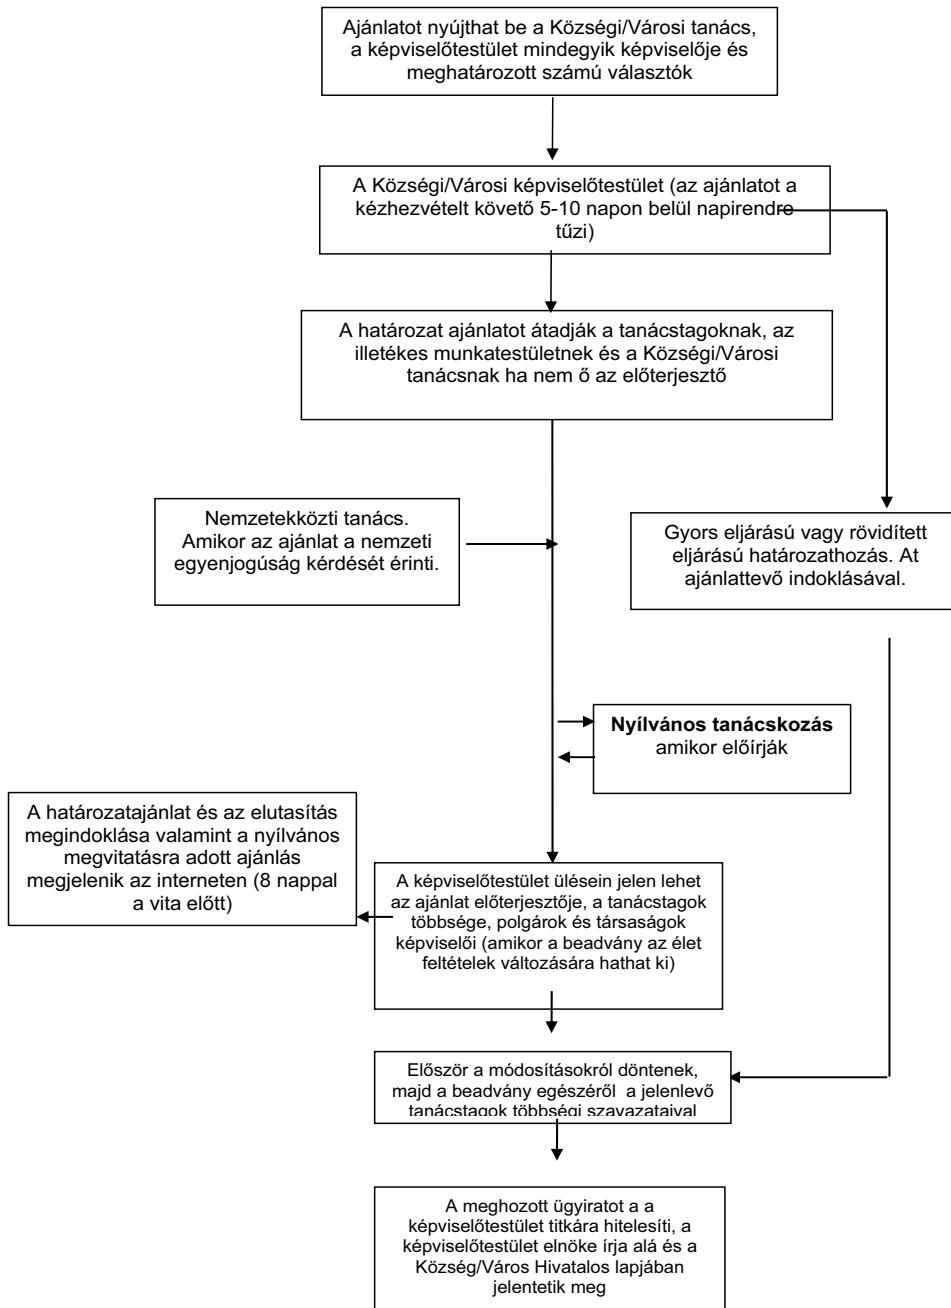 Ajánlatot nyújthat be a Községi/Városi tanács,
a képviselőtestület mindegyik képviselője és
meghatározott számú választók
A Községi/Városi képviselőtestület (az ajánlatot a
kézhezvételt követő 5-10 napon belül napirendre
tűzi)
A határozat ajánlatot átadják a tanácstagoknak, az
illetékes munkatestületnek és a Községi/Városi
tanácsnak ha nem ő az előterjesztő
Nemzetekközti tanács.
Amikor az ajánlat a nemzeti
egyenjogúság kérdését érinti.
Gyors eljárású vagy rövidített
eljárású határozathozás. At
ajánlattevő indoklásával.
Nyílvános tanácskozás
amikor előírják
A határozatajánlat és az elutasítás
megindoklása valamint a nyílvános
megvitatásra adott ajánlás
megjelenik az interneten (8 nappal
a vita előtt)
A képviselőtestület ülésein jelen lehet
az ajánlat előterjesztője, a tanácstagok
többsége, polgárok és társaságok
képviselői (amikor a beadvány az élet
feltételek változására hathat ki)
Először a módosításokról döntenek,
majd a beadvány egészéről a jelenlevő
tanácstagok többségi szavazataival
A meghozott ügyiratot a a
képviselőtestület titkára hitelesíti, a
képviselőtestület elnöke írja alá és a
Község/Város Hivatalos lapjában
jelentetik meg